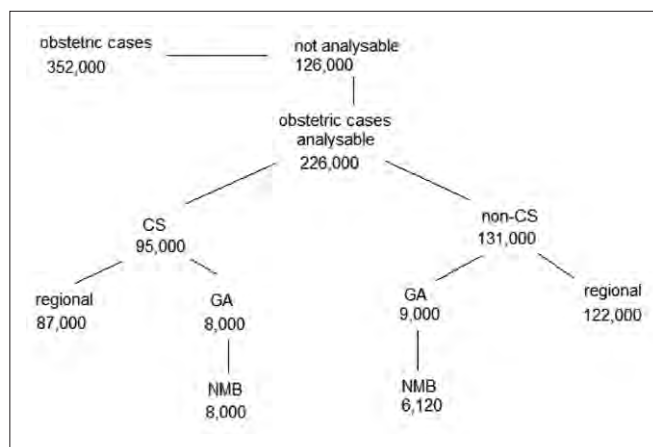 obstetric cases
352,000
not analysable
126,000
obstetric cases
analysable
226,000
CS
95,000
non-CS
131,000
regional
87,000
GA
8,000
GA
9,000
regional
122,000
NMB
8,000
NMB
6,120